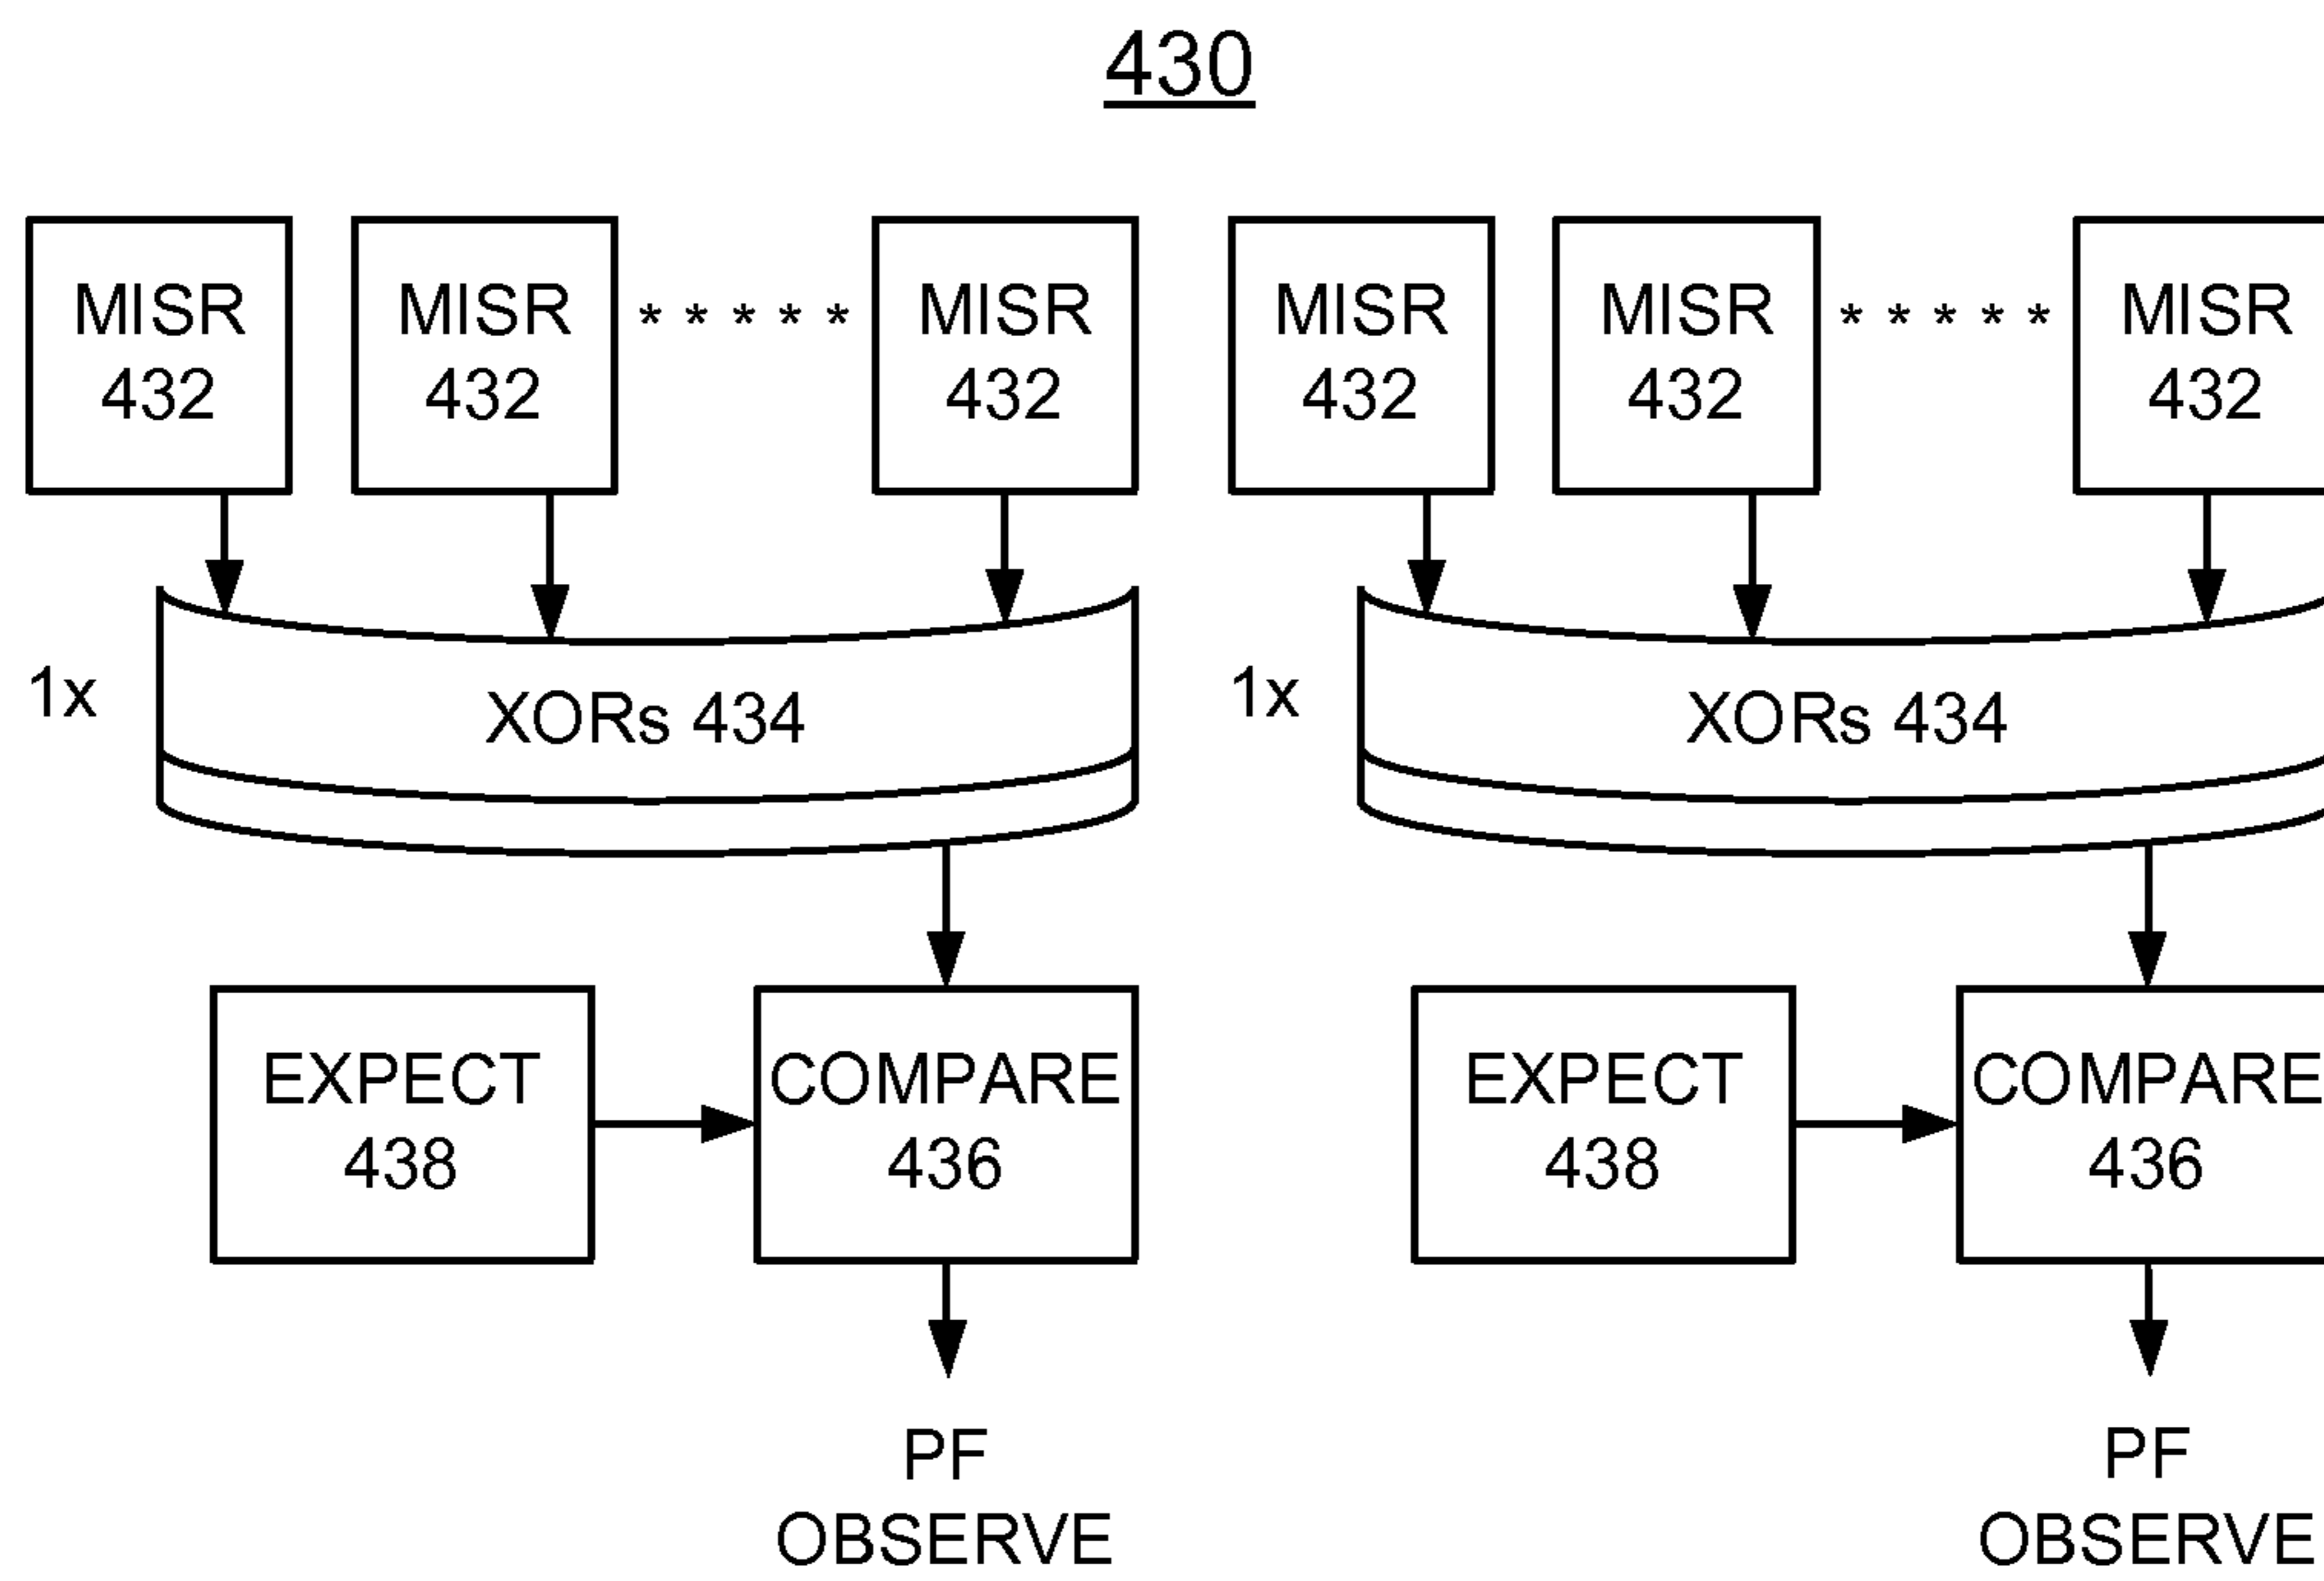 430
MISR
432
MISR
432
* * * * *
MISR
432
MISR
432
MISR
432
* * * * *
MISR
432
1x
XORs 434
1x
XORs 434
EXPECT
438
COMPARE
436
EXPECT
438
COMPARE
436
PF
OBSERVE
PF
OBSERVE